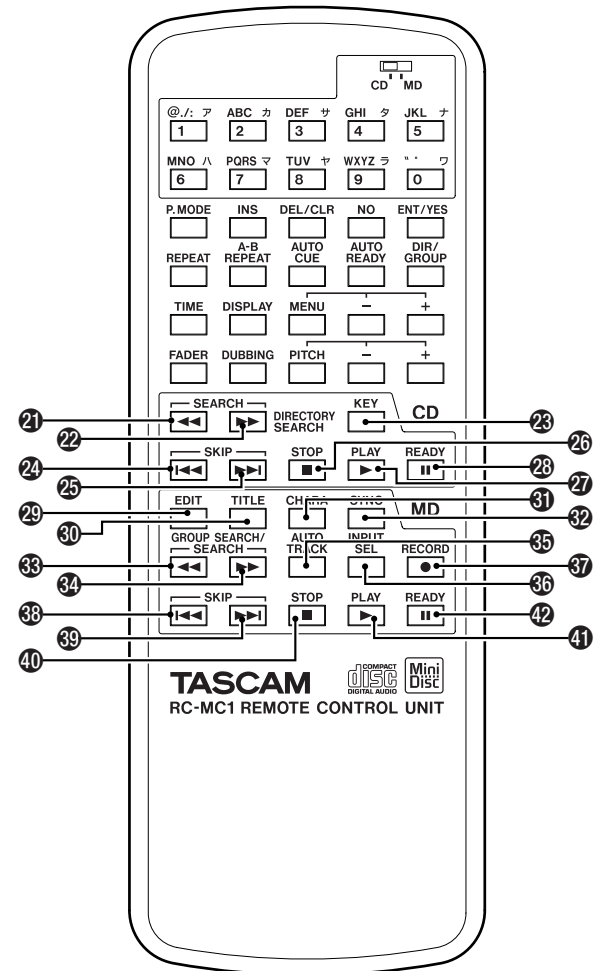 CD MD
@./: ア ABC カ DEF サ GHI タ JKL ナ
1 2 3 4 5
MNO ハ PQRS マ TUV ヤ WXYZ ラ ゛゜ ワ
6 7 8 9 0
P.MODE INS DEL/CLR NO ENT/YES
REPEAT A-B REPEAT AUTO CUE AUTO READY DIR/GROUP
TIME DISPLAY MENU − +
FADER DUBBING PITCH − +
SEARCH DIRECTORY SEARCH KEY CD
㉑ ㉒ ㉓
SKIP STOP PLAY READY
㉔ ㉕ ㉖ ㉗ ㉘
EDIT TITLE CHARA SYNC MD
㉙ ㉚ ㉛ ㉜
GROUP SEARCH/SEARCH AUTO TRACK INPUT SEL RECORD
㉝ ㉞ ㉟ ㊱ ㊲
SKIP STOP PLAY READY
㊳ ㊴ ㊵ ㊶ ㊷
TASCAM COMPACT disc DIGITAL AUDIO Mini Disc
RC-MC1 REMOTE CONTROL UNIT